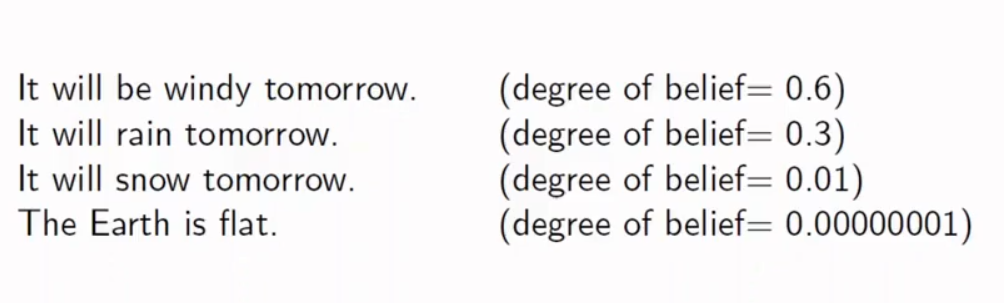 It will be windy tomorrow. (degree of belief= 0.6)
It will rain tomorrow. (degree of belief= 0.3)
It will snow tomorrow. (degree of belief= 0.01)
The Earth is flat. (degree of belief= 0.00000001)